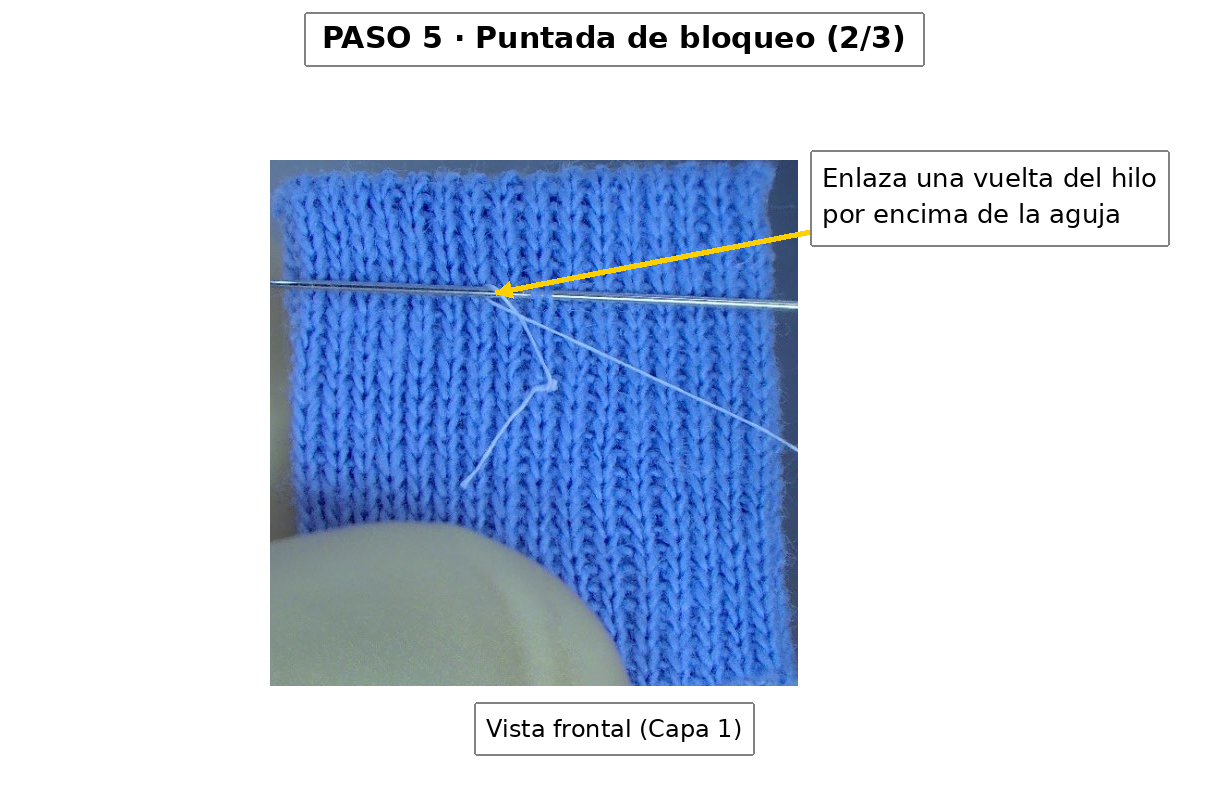 PASO 5 · Puntada de bloqueo (2/3)
Enlaza una vuelta del hilo
por encima de la aguja
Vista frontal (Capa 1)